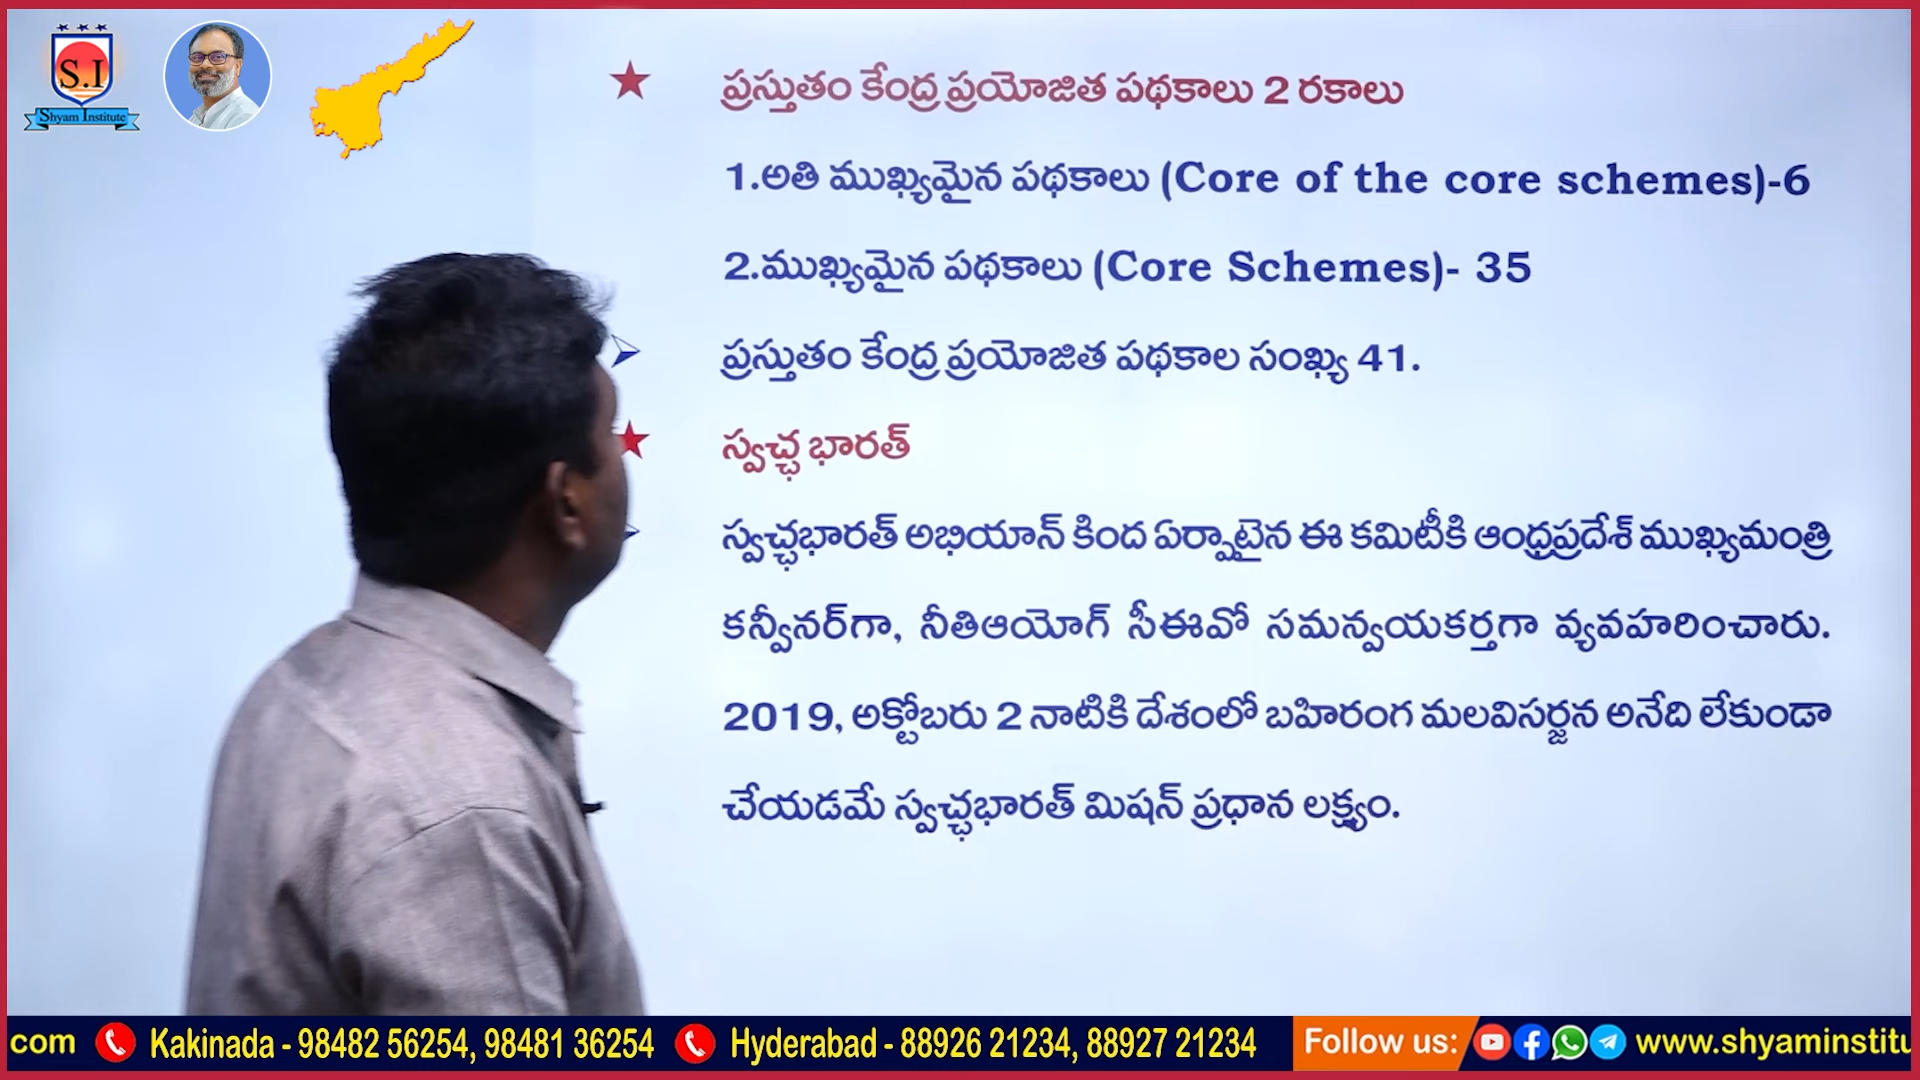 S.I
Shyam Institute
ప్రస్తుతం కేంద్ర ప్రయోజిత పథకాలు 2 రకాలు
1.అతి ముఖ్యమైన పథకాలు (Core of the core schemes)-6
2.ముఖ్యమైన పథకాలు (Core Schemes)- 35
ప్రస్తుతం కేంద్ర ప్రయోజిత పథకాల సంఖ్య 41.
స్వచ్ఛ భారత్
స్వచ్ఛభారత్ అభియాన్ కింద ఏర్పాటైన ఈ కమిటీకి ఆంధ్రప్రదేశ్ ముఖ్యమంత్రి
కన్వీనర్‌గా, నీతిఆయోగ్ సీఈవో సమన్వయకర్తగా వ్యవహరించారు.
2019, అక్టోబరు 2 నాటికి దేశంలో బహిరంగ మలవిసర్జన అనేది లేకుండా
చేయడమే స్వచ్ఛభారత్ మిషన్ ప్రధాన లక్ష్యం.
com Kakinada - 98482 56254, 98481 36254 Hyderabad - 88926 21234, 88927 21234 Follow us: www.shyaminstitu